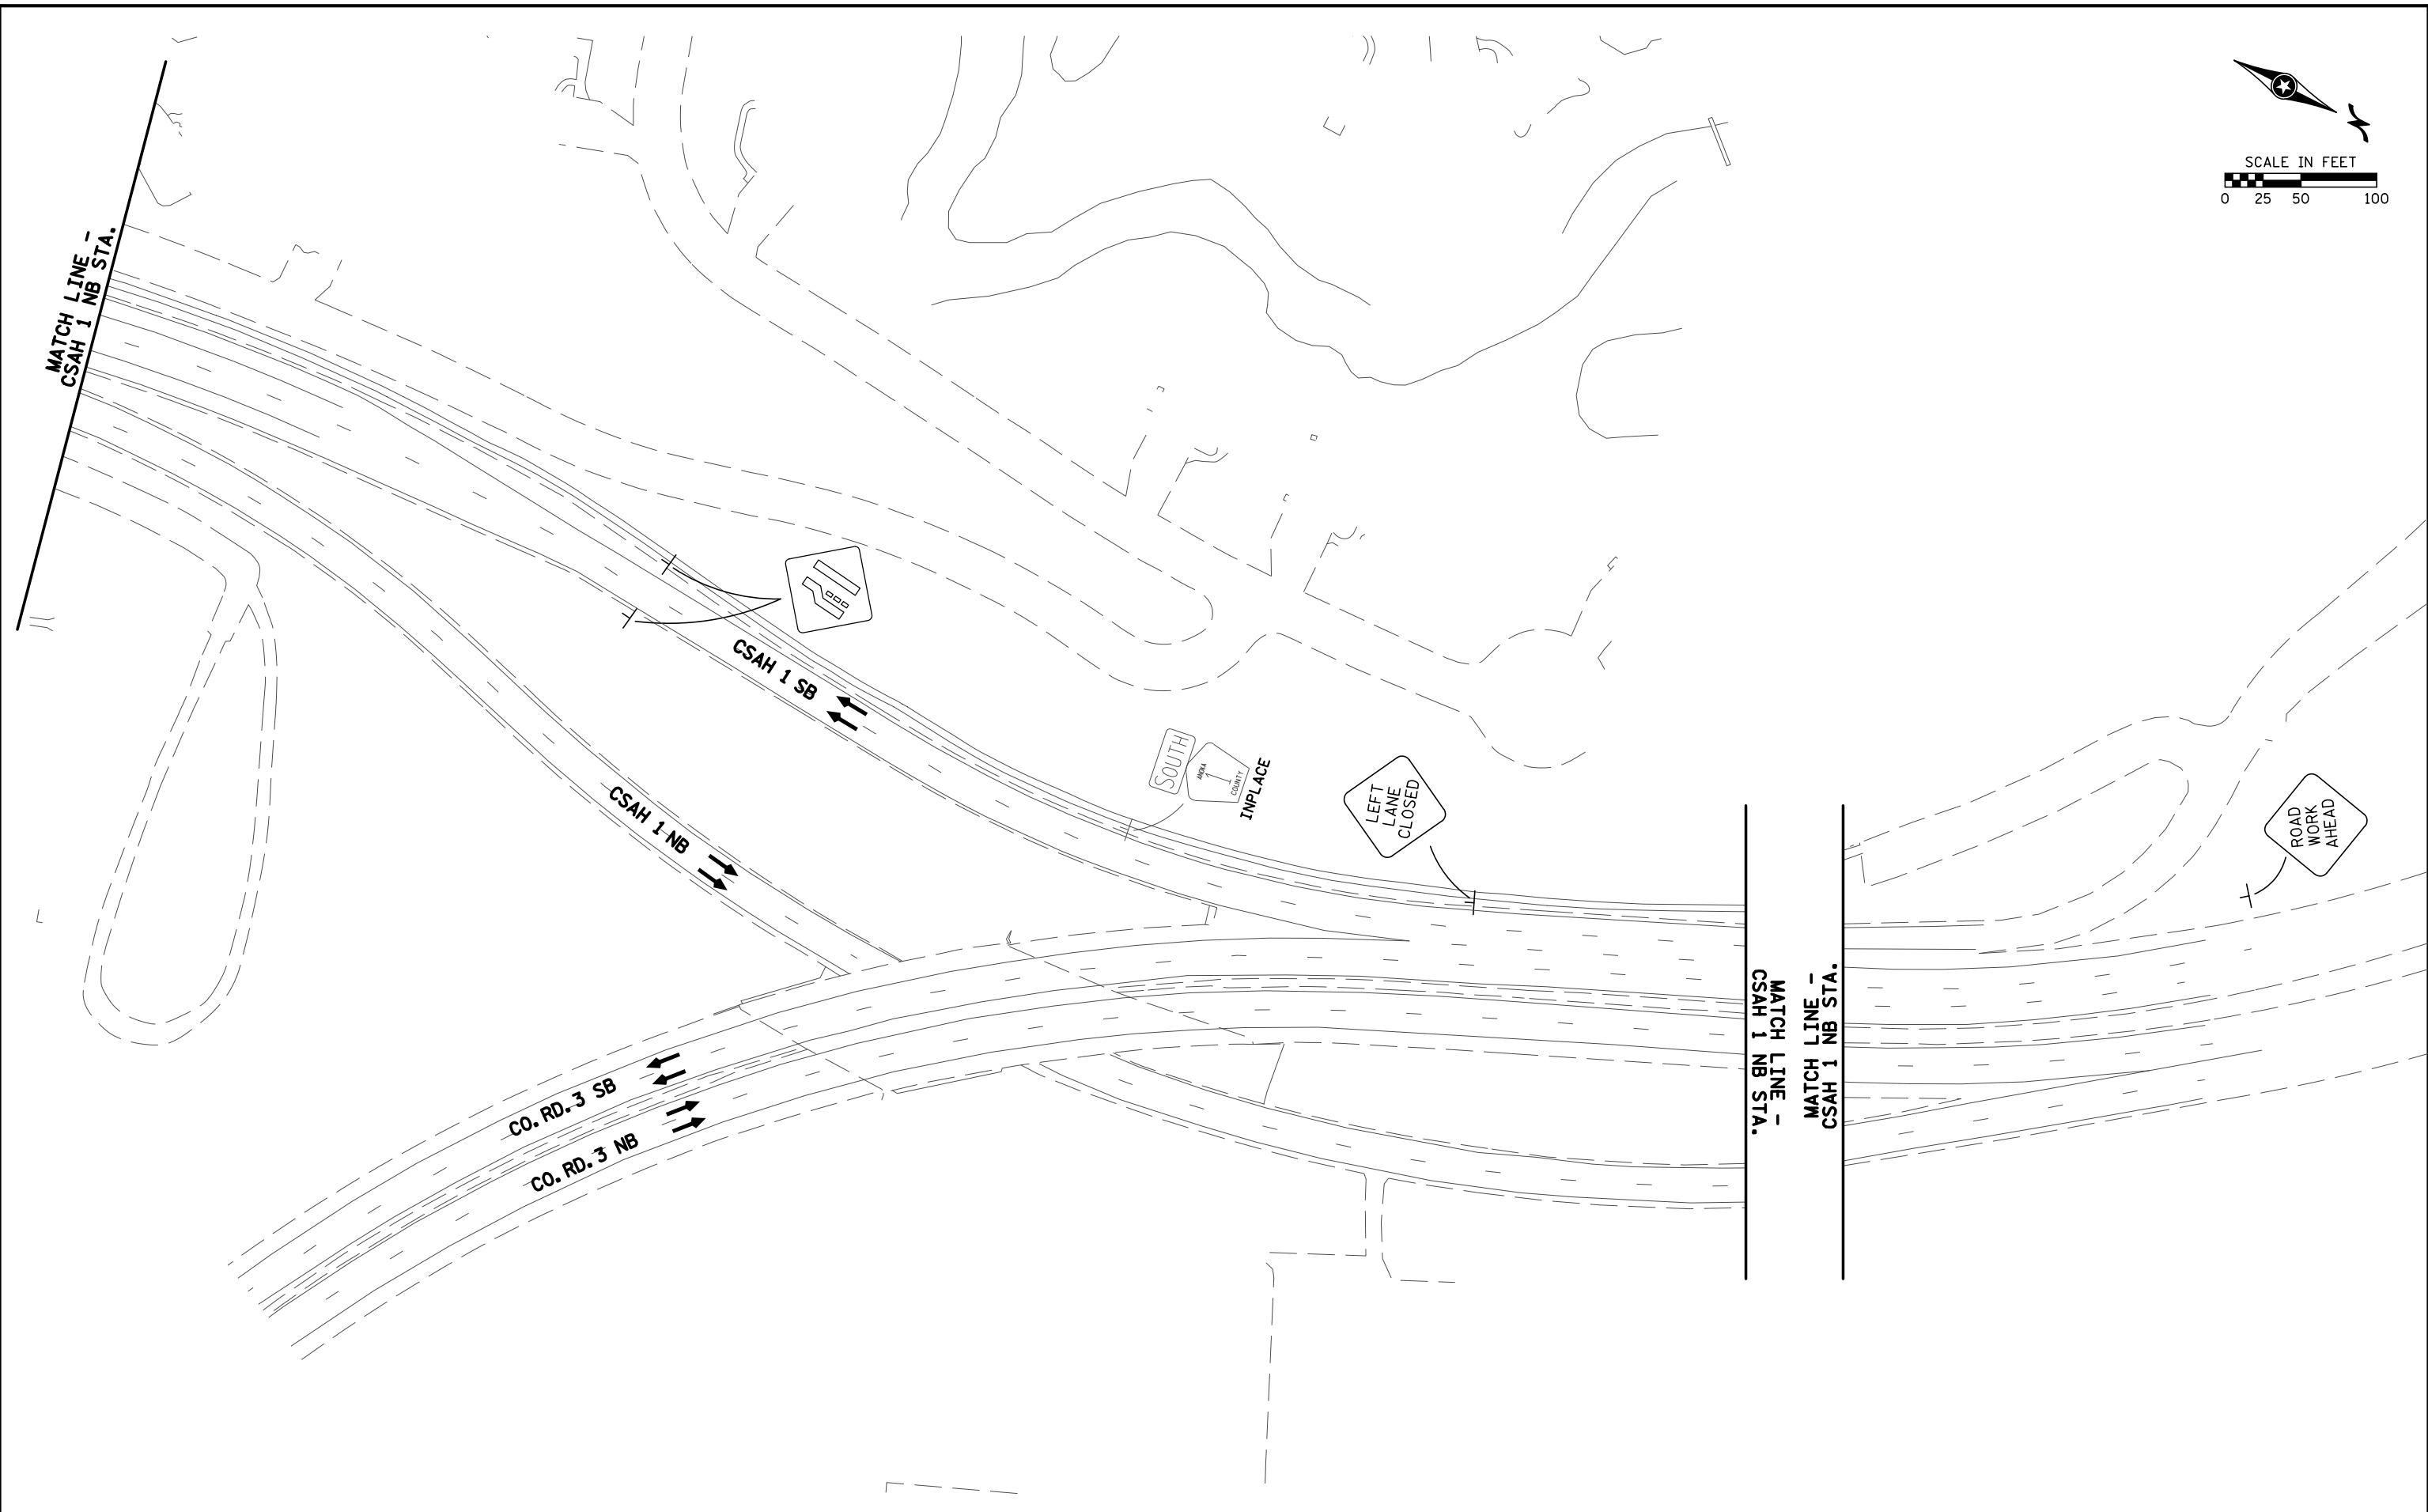 SCALE IN FEET
0 25 50 100
MATCH LINE -
CSAH 1 NB STA.
CSAH 1 SB
CSAH 1 NB
SOUTH
ANOKA
1
COUNTY
INPLACE
LEFT
LANE
CLOSED
ROAD
WORK
AHEAD
MATCH LINE -
CSAH 1 NB STA.
MATCH LINE -
CSAH 1 NB STA.
CO. RD. 3 SB
CO. RD. 3 NB